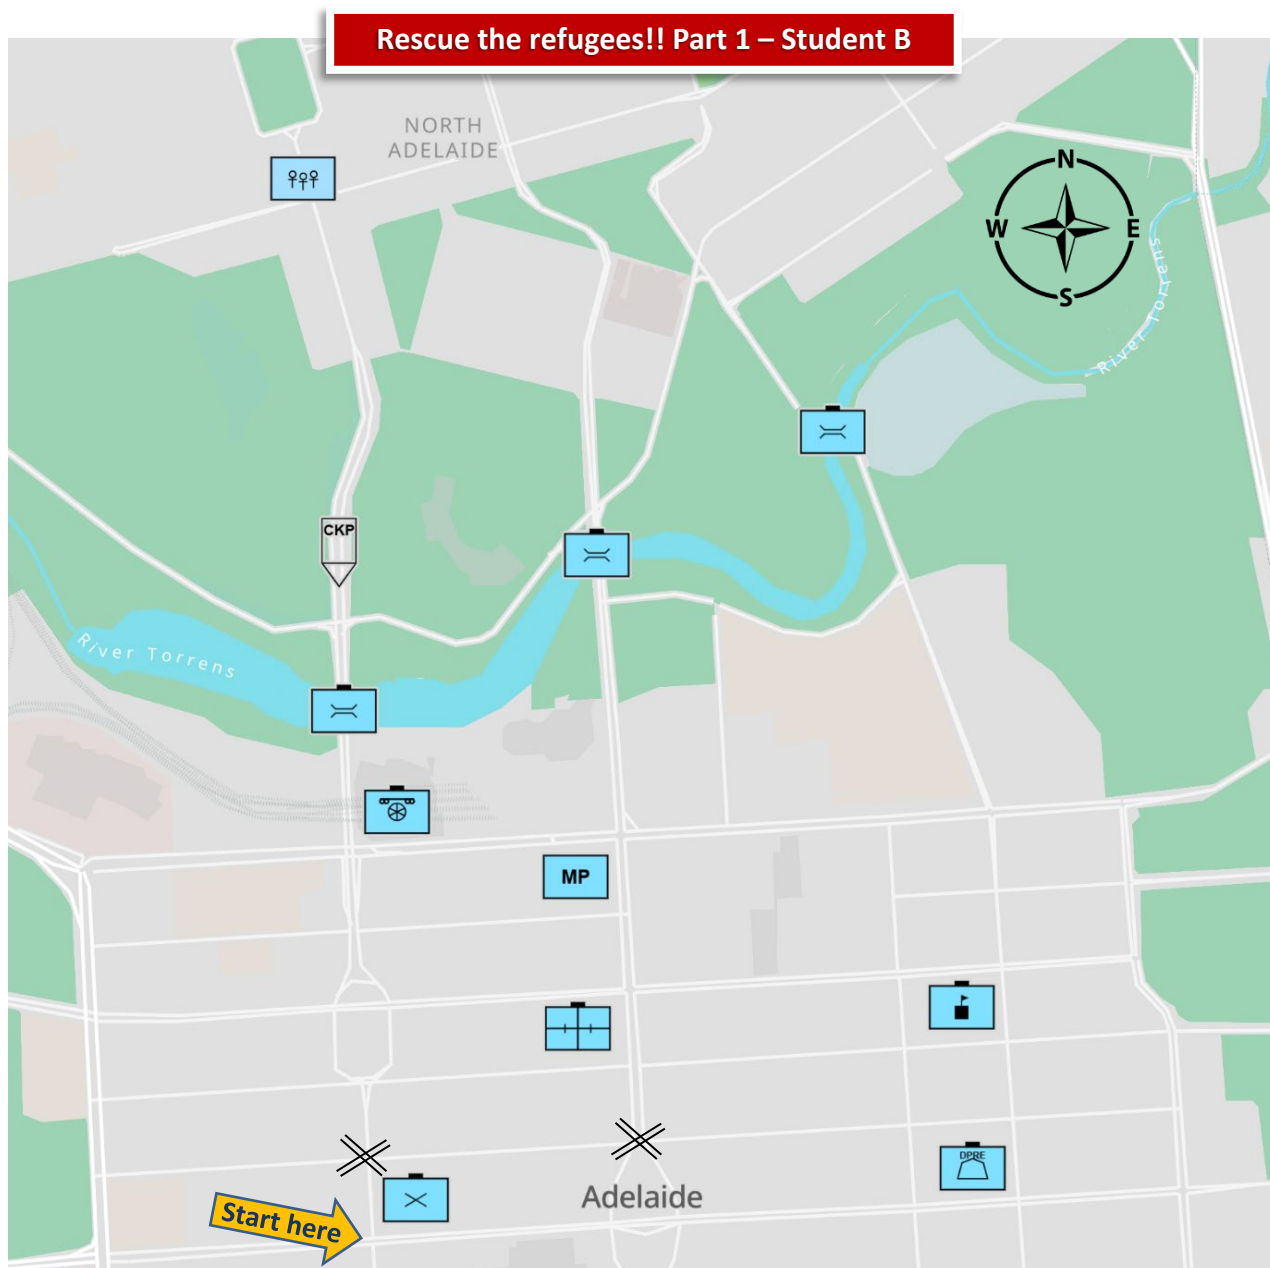 Rescue the refugees!! Part 1 – Student B
NORTH
ADELAIDE
N
W
E
S
River Torrens
CKP
River Torrens
MP
DPRE
Adelaide
Start here